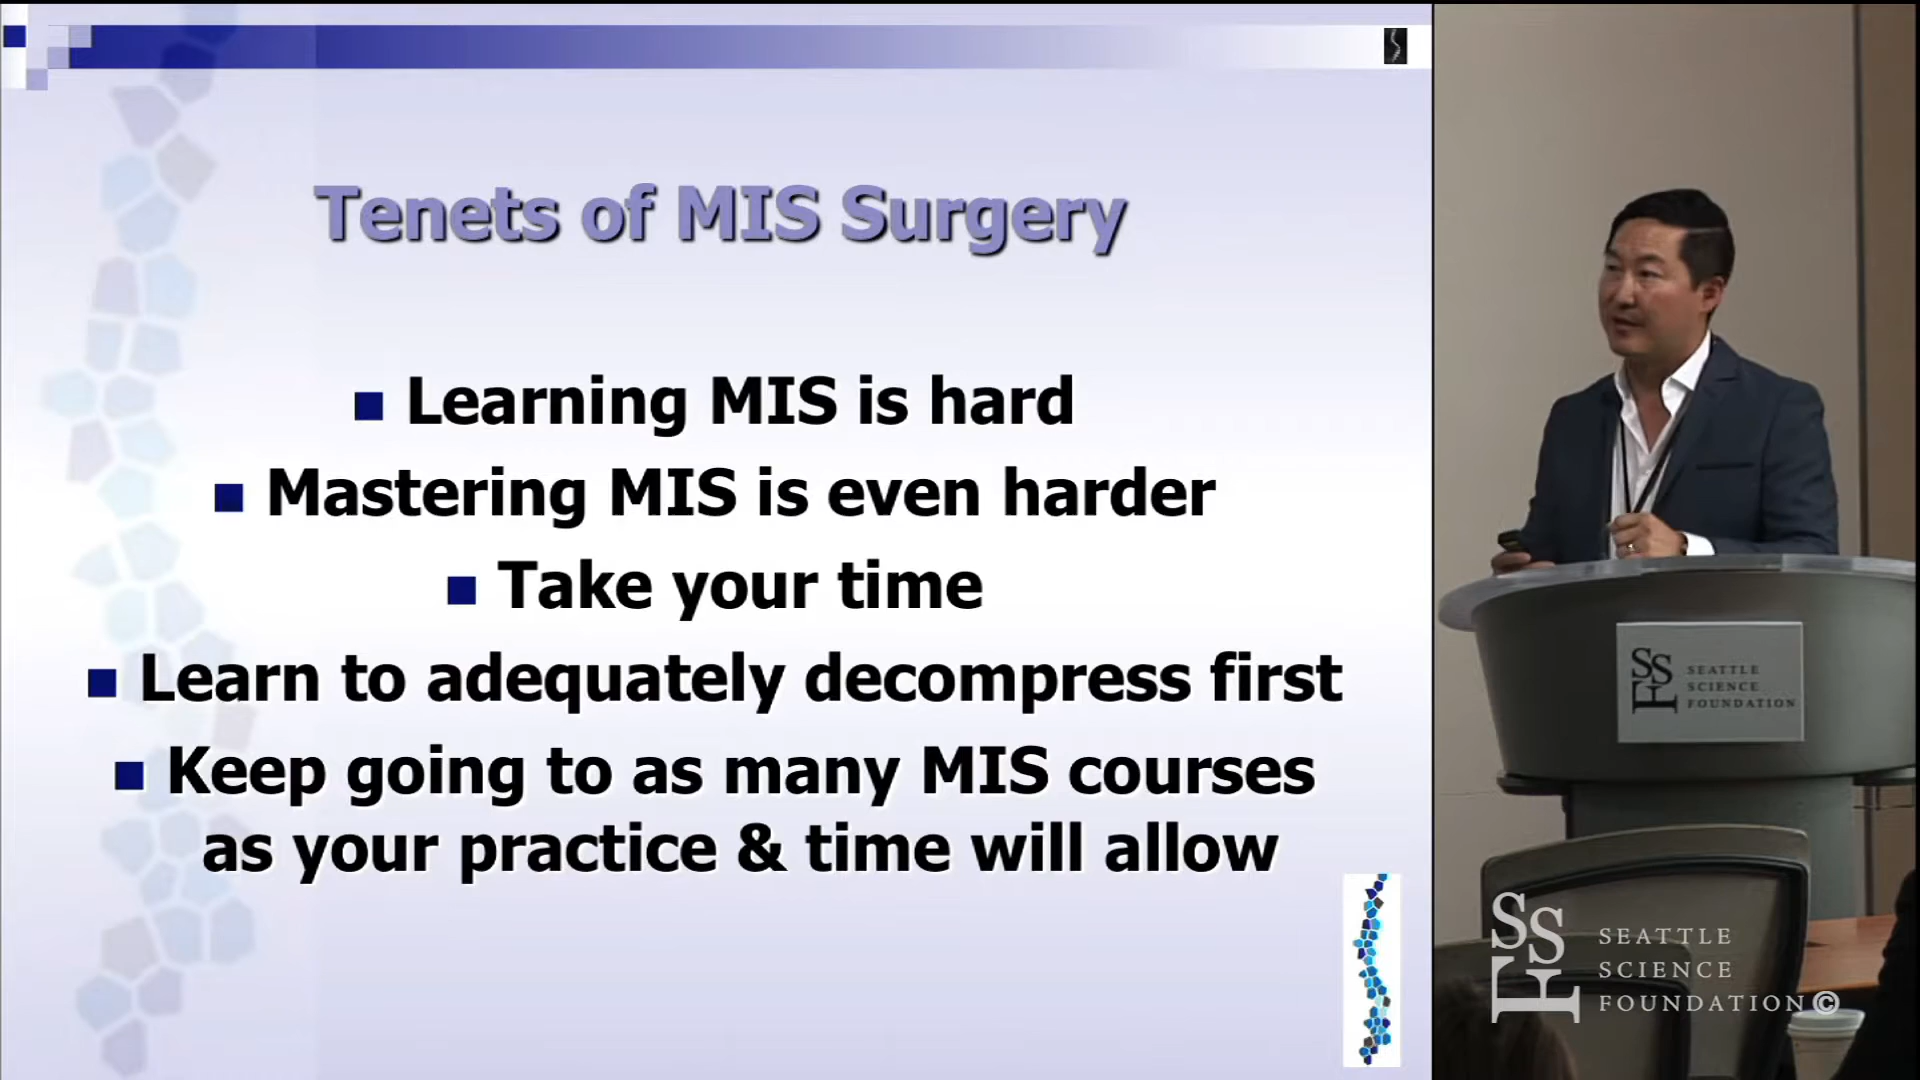 Tenets of MIS Surgery
Learning MIS is hard
Mastering MIS is even harder
Take your time
Learn to adequately decompress first
Keep going to as many MIS courses
as your practice & time will allow
SSF
SEATTLE
SCIENCE
FOUNDATION
SSF
SEATTLE
SCIENCE
FOUNDATION©